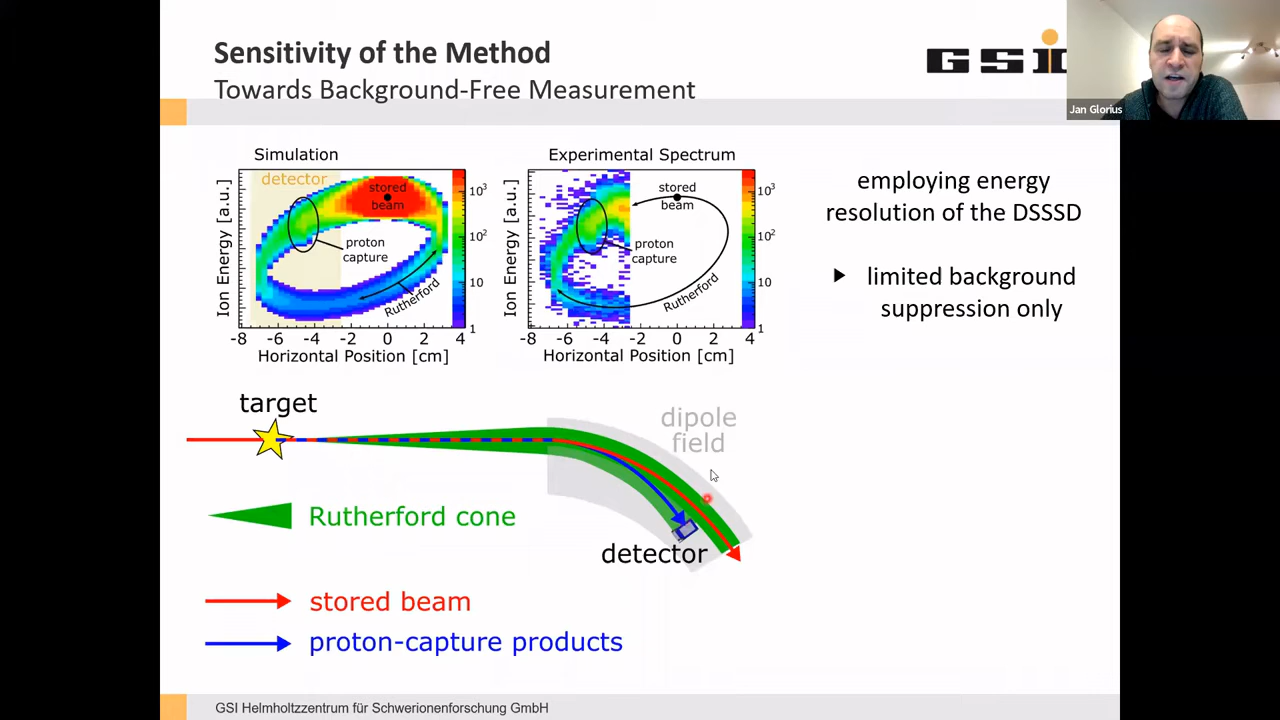 Sensitivity of the Method
Towards Background-Free Measurement
GSI
Jan Glorius
Simulation
detector
stored
beam
proton
capture
Rutherford
Ion Energy [a.u.]
10³
10²
10
1
-8 -6 -4 -2 0 2 4
Horizontal Position [cm]
Experimental Spectrum
stored
beam
proton
capture
Rutherford
Ion Energy [a.u.]
10³
10²
10
1
-8 -6 -4 -2 0 2 4
Horizontal Position [cm]
employing energy
resolution of the DSSSD
limited background
suppression only
target
dipole
field
Rutherford cone
detector
stored beam
proton-capture products
GSI Helmholtzzentrum für Schwerionenforschung GmbH